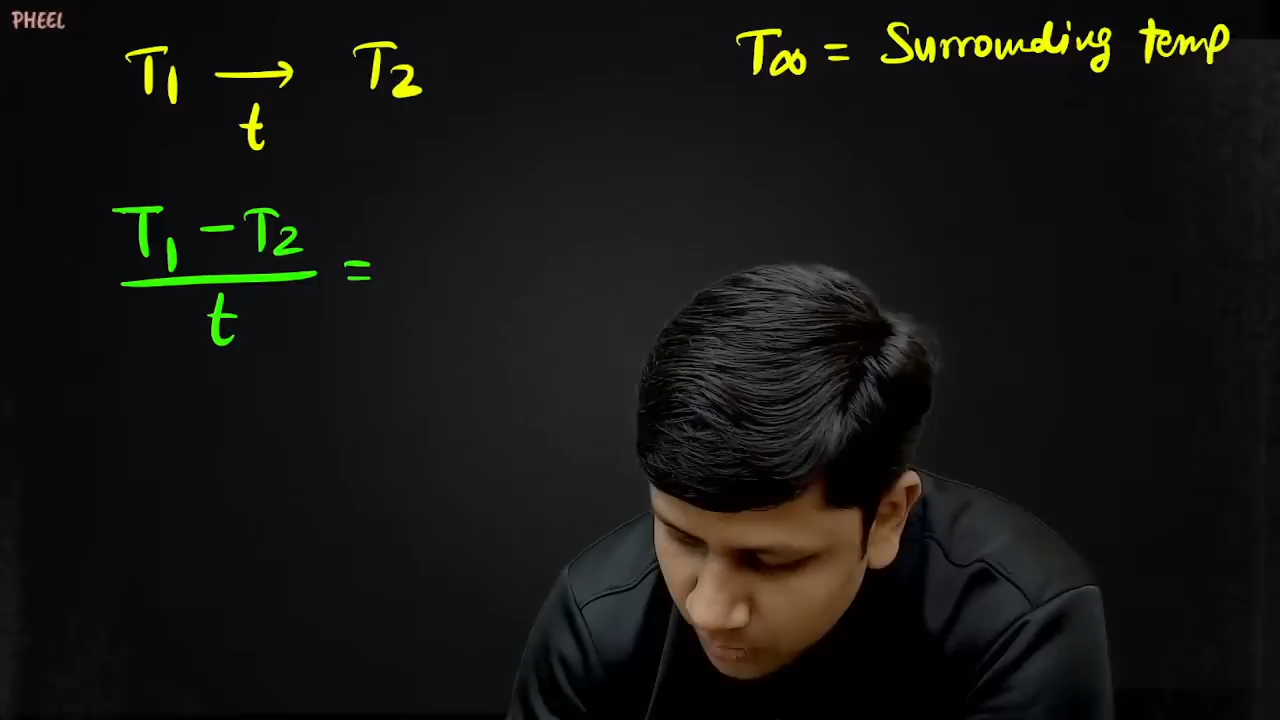 PHEEL
T₁ → T₂
t
T∞ = Surrounding temp
T₁ - T₂
t
=